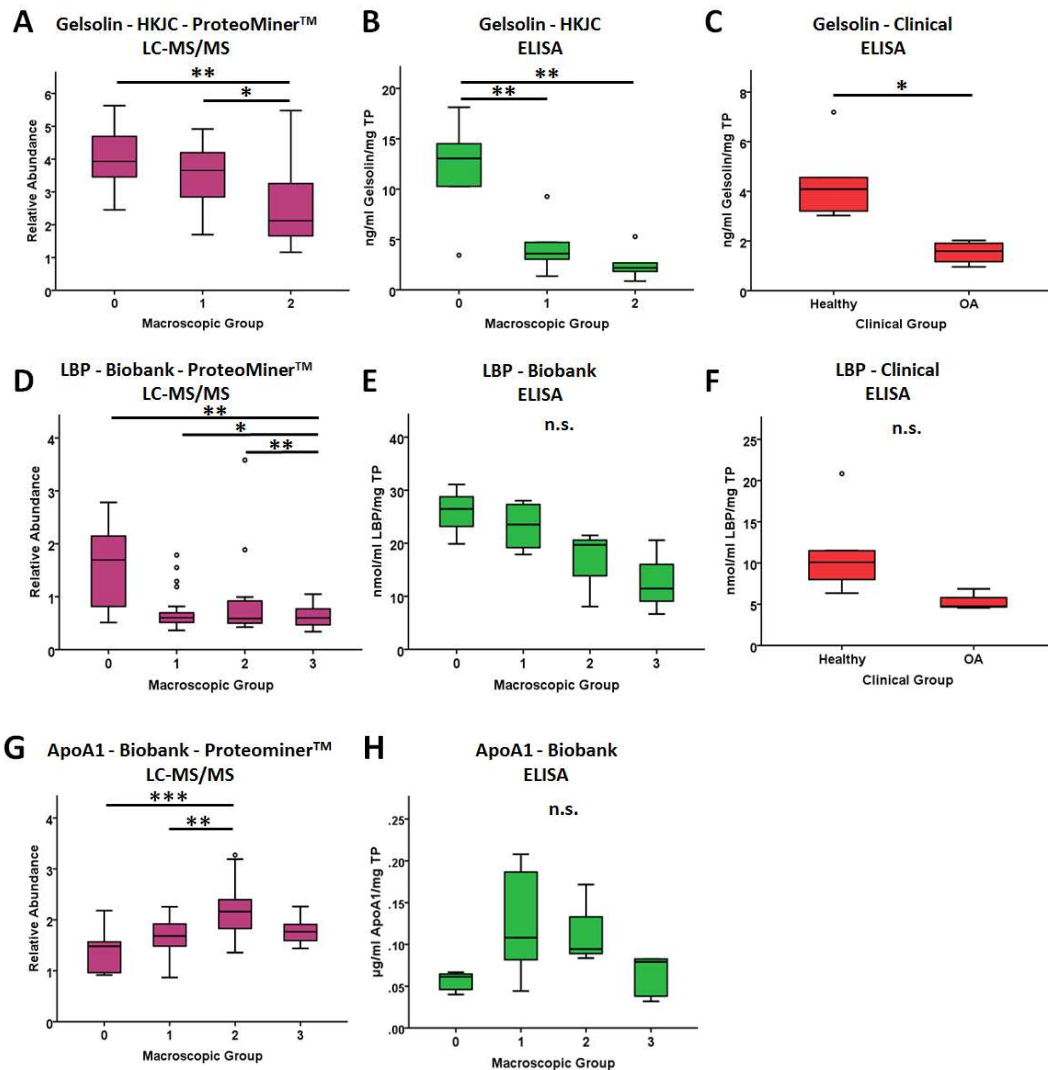 A
Gelsolin - HKJC - ProteoMiner™
LC-MS/MS
**
*
Relative Abundance
6
5
4
3
2
1
0
0 1 2
Macroscopic Group
B
Gelsolin - HKJC
ELISA
**
**
ng/ml Gelsolin/mg TP
20
15
10
5
0
0 1 2
Macroscopic Group
C
Gelsolin - Clinical
ELISA
*
ng/ml Gelsolin/mg TP
8
6
4
2
0
Healthy OA
Clinical Group
D
LBP - Biobank - ProteoMiner™
LC-MS/MS
**
*
**
Relative Abundance
4
3
2
1
0
0 1 2 3
Macroscopic Group
E
LBP - Biobank
ELISA
n.s.
nmol/ml LBP/mg TP
40
30
20
10
0
0 1 2 3
Macroscopic Group
F
LBP - Clinical
ELISA
n.s.
nmol/ml LBP/mg TP
25
20
15
10
5
0
Healthy OA
Clinical Group
G
ApoA1 - Biobank - Proteominer™
LC-MS/MS
***
**
Relative Abundance
4
3
2
1
0
0 1 2 3
Macroscopic Group
H
ApoA1 - Biobank
ELISA
n.s.
µg/ml ApoA1/mg TP
.20
.15
.10
.05
.00
0 1 2 3
Macroscopic Group